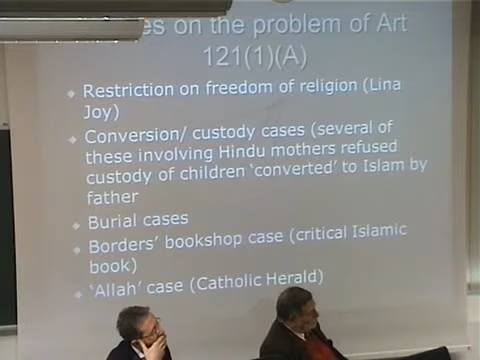 es on the problem of Art
121(1)(A)
Restriction on freedom of religion (Lina
Joy)
Conversion/ custody cases (several of
these involving Hindu mothers refused
custody of children ‘converted’ to Islam by
father
Burial cases
Borders’ bookshop case (critical Islamic
book)
‘Allah’ case (Catholic Herald)